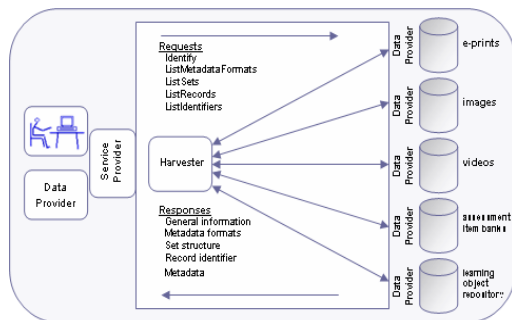 Requests
Identify
ListMetadataFormats
ListSets
ListRecords
ListIdentifiers
Data
Provider
Service
Provider
Harvester
Responses
General information
Metadata formats
Set structure
Record identifier
Metadata
Data
Provider
e-prints
Data
Provider
images
Data
Provider
videos
Data
Provider
assessment
item banks
Data
Provider
learning
object
repository